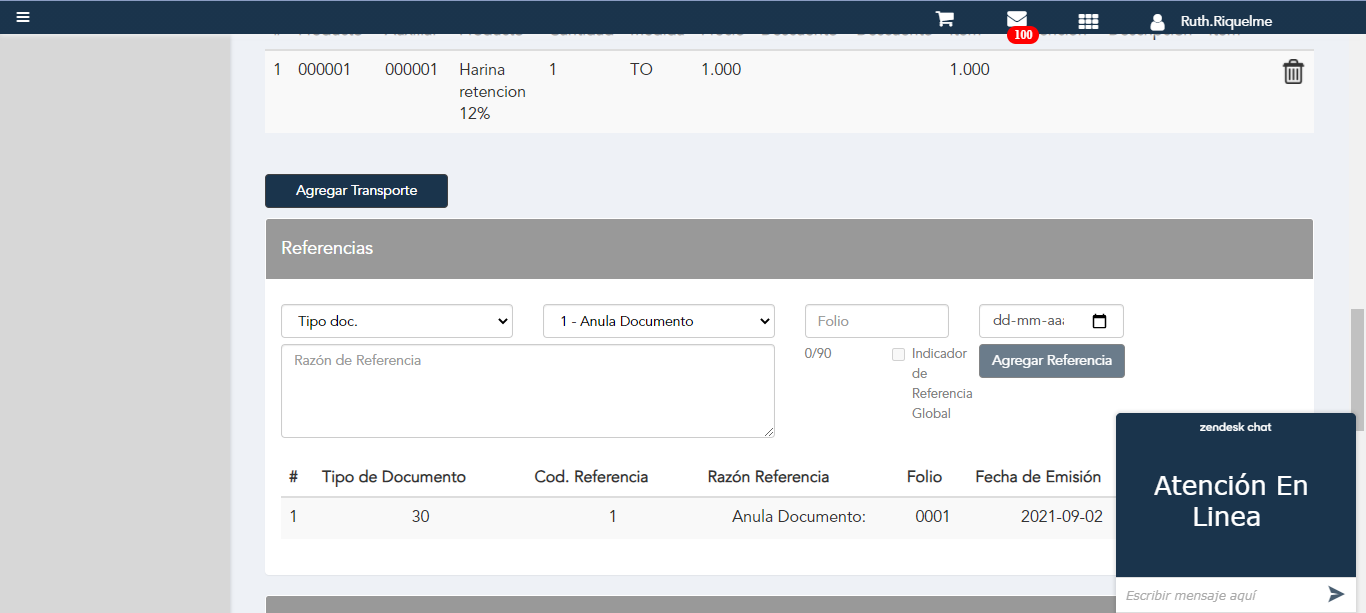 Ruth.Riquelme
100
1 000001 000001 Harina 1 TO 1.000 1.000
retencion
12%
Agregar Transporte
Referencias
Tipo doc. 1 - Anula Documento Folio dd-mm-aaa
Razón de Referencia 0/90 Indicador Agregar Referencia
de
Referencia
Global
zendesk chat
# Tipo de Documento Cod. Referencia Razón Referencia Folio Fecha de Emisión
Atención En
Linea
1 30 1 Anula Documento: 0001 2021-09-02
Escribir mensaje aquí